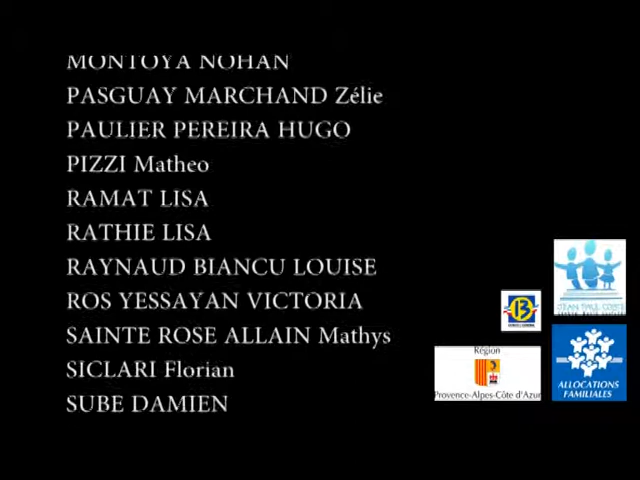 MONTOYA NOHAN
PASGUAY MARCHAND Zélie
PAULIER PEREIRA HUGO
PIZZI Matheo
RAMAT LISA
RATHIE LISA
RAYNAUD BIANCU LOUISE
ROS YESSAYAN VICTORIA
SAINTE ROSE ALLAIN Mathys
SICLARI Florian
SUBE DAMIEN
13
Région
Provence-Alpes-Côte d'Azur
ALLOCATIONS
FAMILIALES